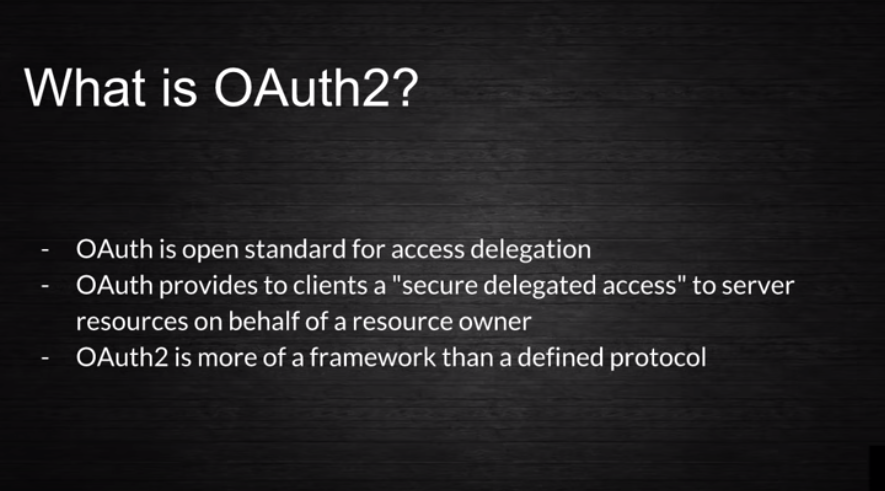 What is OAuth2?
- OAuth is open standard for access delegation
- OAuth provides to clients a "secure delegated access" to server
resources on behalf of a resource owner
- OAuth2 is more of a framework than a defined protocol